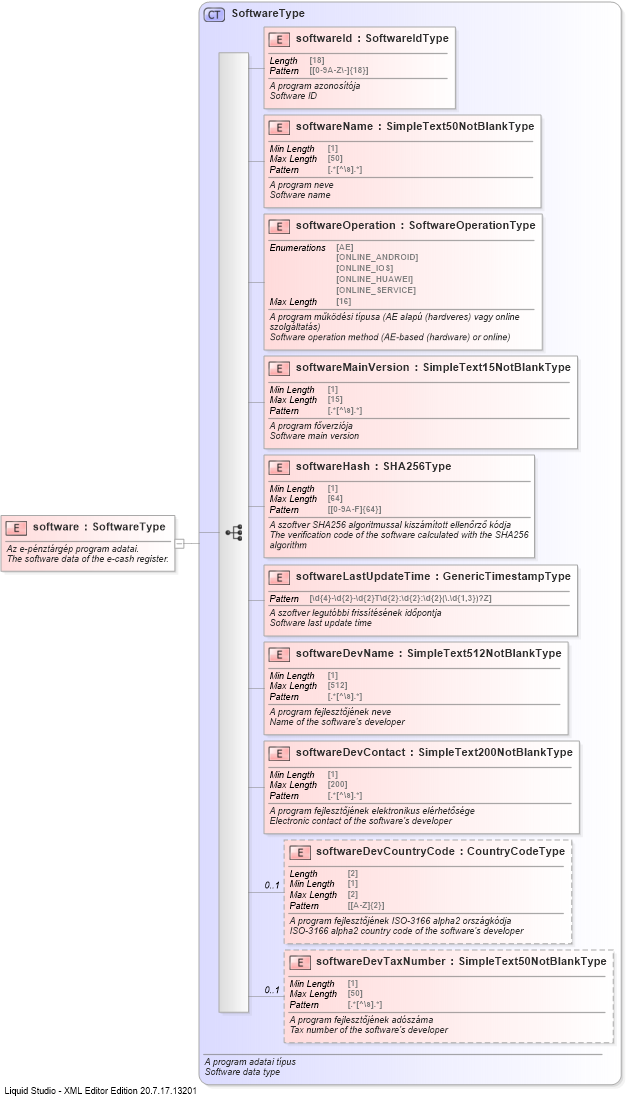 CT SoftwareType
E softwareId : SoftwareIdType
Length [18]
Pattern [[0-9A-Z\-]{18}]
A program azonosítója
Software ID
E softwareName : SimpleText50NotBlankType
Min Length [1]
Max Length [50]
Pattern [.*[^\s].*]
A program neve
Software name
E softwareOperation : SoftwareOperationType
Enumerations [AE]
[ONLINE_ANDROID]
[ONLINE_IOS]
[ONLINE_HUAWEI]
[ONLINE_SERVICE]
Max Length [16]
A program működési típusa (AE alapú (hardveres) vagy online
szolgáltatás)
Software operation method (AE-based (hardware) or online)
E softwareMainVersion : SimpleText15NotBlankType
Min Length [1]
Max Length [15]
Pattern [.*[^\s].*]
A program főverziója
Software main version
E softwareHash : SHA256Type
Min Length [1]
Max Length [64]
Pattern [[0-9A-F]{64}]
A szoftver SHA256 algoritmussal kiszámított ellenőrző kódja
The verification code of the software calculated with the SHA256
algorithm
E software : SoftwareType
Az e-pénztárgép program adatai.
The software data of the e-cash register.
E softwareLastUpdateTime : GenericTimestampType
Pattern [\d{4}-\d{2}-\d{2}T\d{2}:\d{2}:\d{2}(\.\d{1,3})?Z]
A szoftver legutóbbi frissítésének időpontja
Software last update time
E softwareDevName : SimpleText512NotBlankType
Min Length [1]
Max Length [512]
Pattern [.*[^\s].*]
A program fejlesztőjének neve
Name of the software's developer
E softwareDevContact : SimpleText200NotBlankType
Min Length [1]
Max Length [200]
Pattern [.*[^\s].*]
A program fejlesztőjének elektronikus elérhetősége
Electronic contact of the software's developer
0..1
E softwareDevCountryCode : CountryCodeType
Length [2]
Min Length [1]
Max Length [2]
Pattern [[A-Z]{2}]
A program fejlesztőjének ISO-3166 alpha2 országkódja
ISO-3166 alpha2 country code of the software's developer
0..1
E softwareDevTaxNumber : SimpleText50NotBlankType
Min Length [1]
Max Length [50]
Pattern [.*[^\s].*]
A program fejlesztőjének adószáma
Tax number of the software's developer
A program adatai típus
Software data type
Liquid Studio - XML Editor Edition 20.7.17.13201